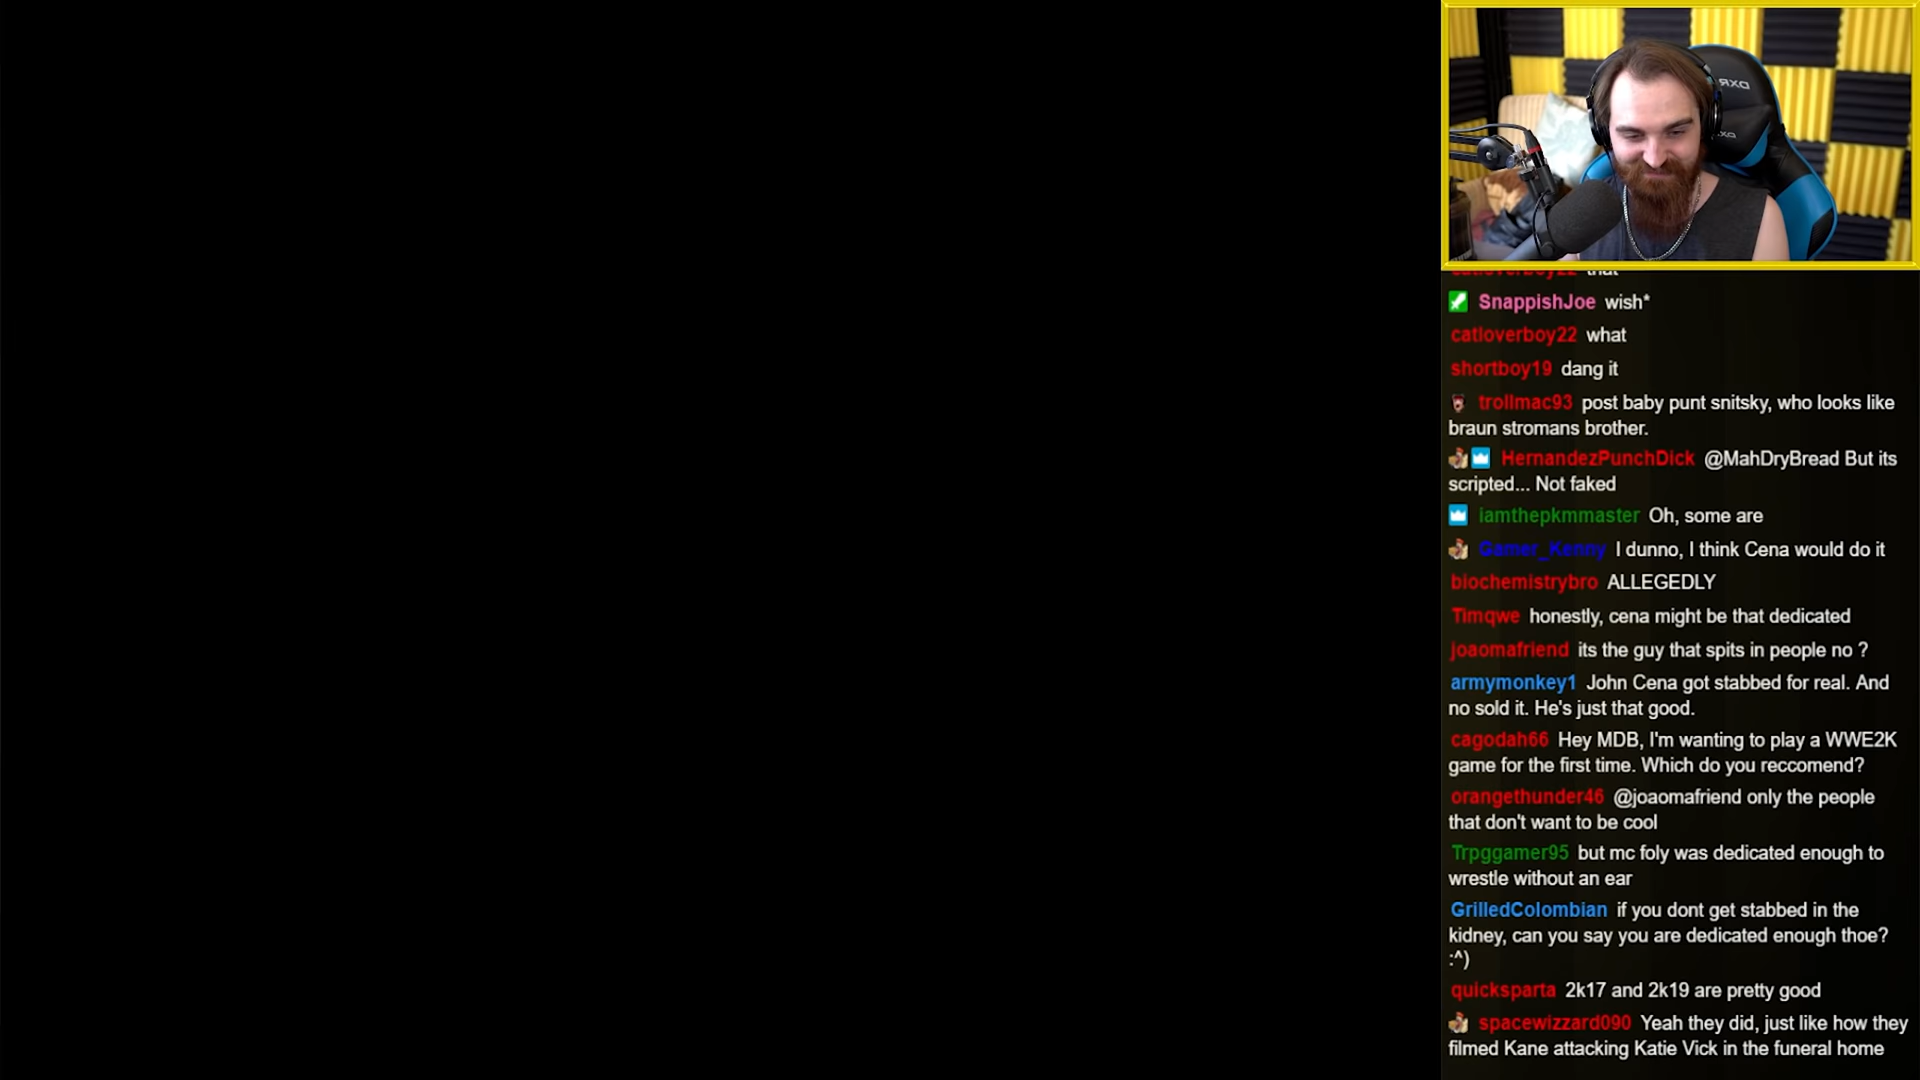 DXR
catloverboy22 that
SnappishJoe wish*
catloverboy22 what
shortboy19 dang it
trollmac93 post baby punt snitsky, who looks like
braun stromans brother.
HernandezPunchDick @MahDryBread But its
scripted... Not faked
iamthepkmmaster Oh, some are
Gamer_Kenny I dunno, I think Cena would do it
biochemistrybro ALLEGEDLY
Timqwe honestly, cena might be that dedicated
joaomafriend its the guy that spits in people no ?
armymonkey1 John Cena got stabbed for real. And
no sold it. He's just that good.
cagodah66 Hey MDB, I'm wanting to play a WWE2K
game for the first time. Which do you reccomend?
orangethunder46 @joaomafriend only the people
that don't want to be cool
Trpggamer95 but mc foly was dedicated enough to
wrestle without an ear
GrilledColombian if you dont get stabbed in the
kidney, can you say you are dedicated enough thoe?
:^)
quicksparta 2k17 and 2k19 are pretty good
spacewizzard090 Yeah they did, just like how they
filmed Kane attacking Katie Vick in the funeral home